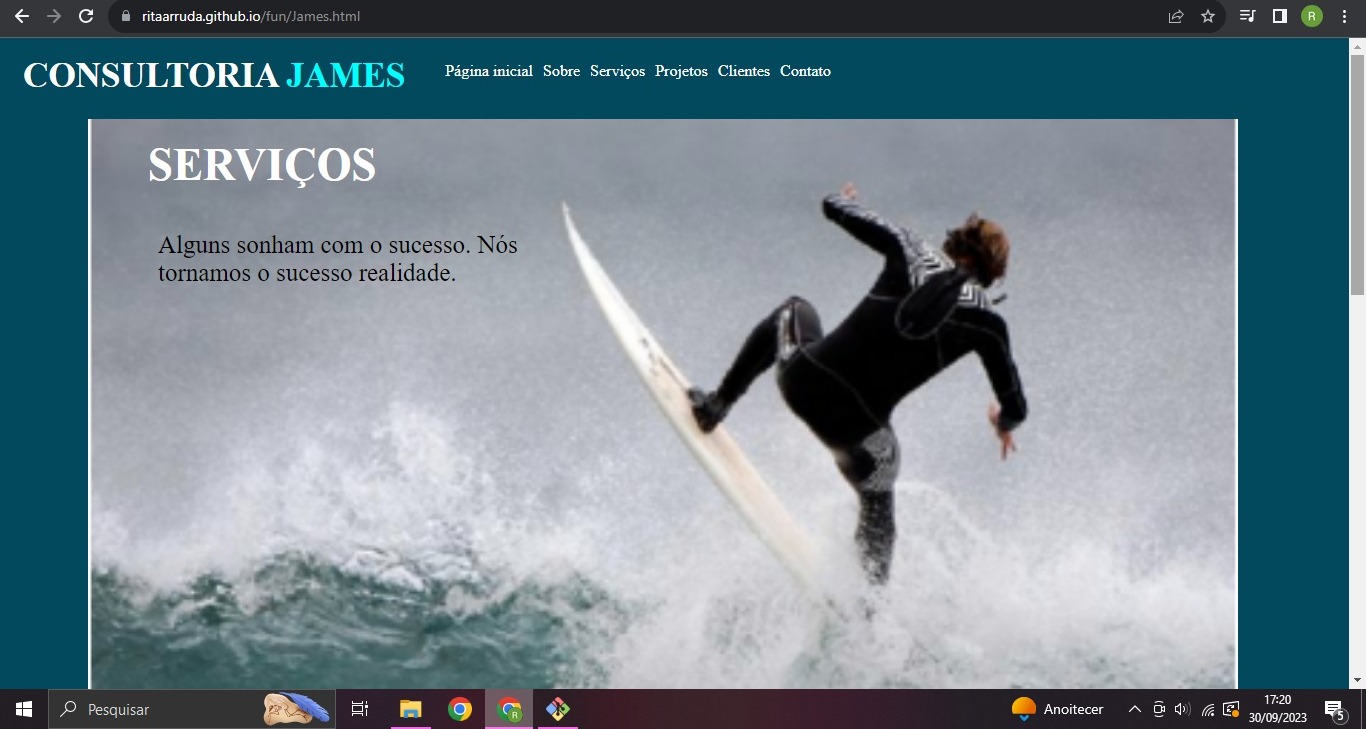 ritaarruda.github.io/fun/James.html
R
CONSULTORIA JAMES
Página inicial Sobre Serviços Projetos Clientes Contato
SERVIÇOS
Alguns sonham com o sucesso. Nós
tornamos o sucesso realidade.
Pesquisar
R
Anoitecer
17:20
30/09/2023
5